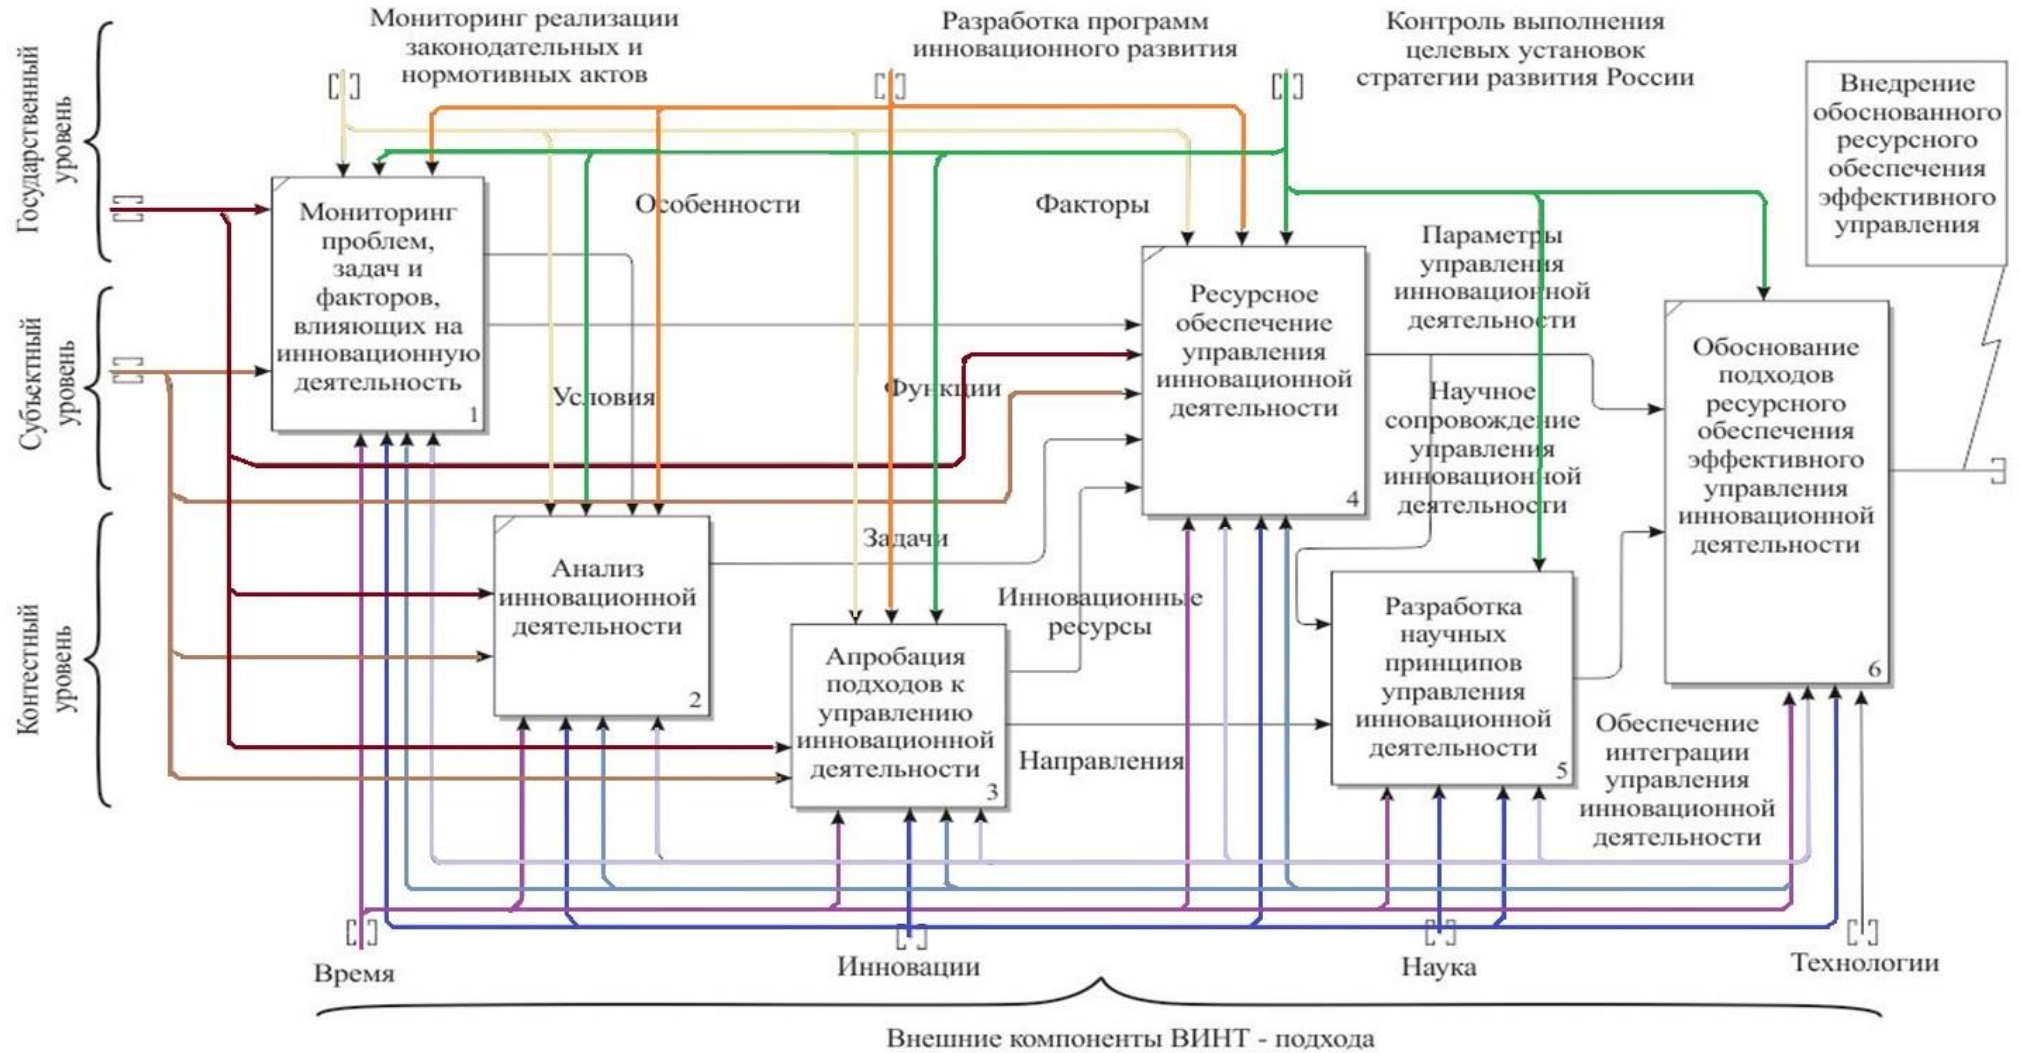 Мониторинг реализации
законодательных и
нормотивных актов
Разработка программ
инновационного развития
Контроль выполнения
целевых установок
стратегии развития России
Внедрение
обоснованного
ресурсного
обеспечения
эффективного
управления
Государственный
уровень
Субъектный
уровень
Контестный
уровень
Мониторинг
проблем,
задач и
факторов,
влияющих на
инновационную
деятельность
1
Особенности
Факторы
Условия
Функции
Ресурсное
обеспечение
управления
инновационной
деятельности
4
Параметры
управления
инновационной
деятельности
Научное
сопровождение
управления
инновационной
деятельности
Обоснование
подходов
ресурсного
обеспечения
эффективного
управления
инновационной
деятельности
6
Анализ
инновационной
деятельности
2
Задачи
Инновационные
ресурсы
Апробация
подходов к
управлению
инновационной
деятельности
3
Направления
Разработка
научных
принципов
управления
инновационной
деятельности
5
Обеспечение
интеграции
управления
инновационной
деятельности
Время
Инновации
Наука
Технологии
Внешние компоненты ВИНТ - подхода